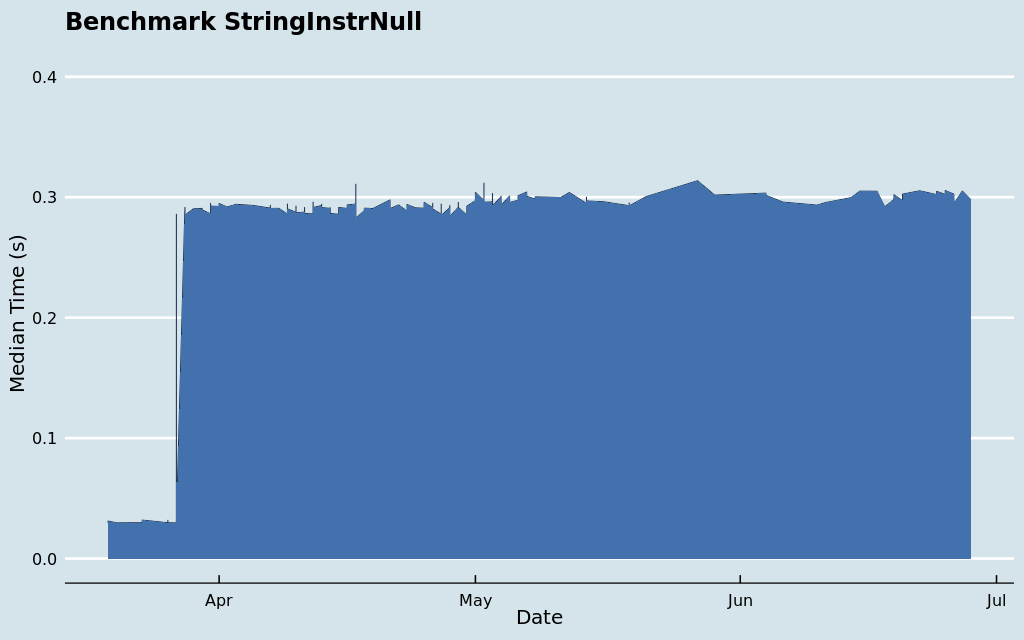 Benchmark StringInstrNull
0.4
0.3
0.2
0.1
0.0
Median Time (s)
Apr
May
Jun
Jul
Date